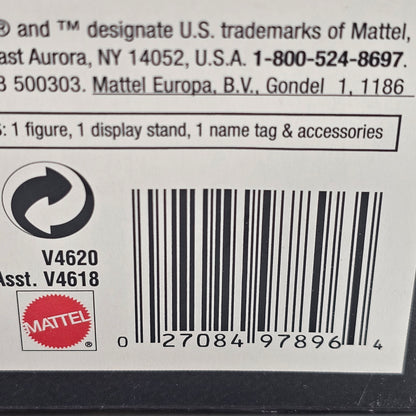 ® and ™ designate U.S. trademarks of Mattel,
ast Aurora, NY 14052, U.S.A. 1-800-524-8697.
500303. Mattel Europa, B.V., Gondel 1, 1186
: 1 figure, 1 display stand, 1 name tag & accessories
V4620
Asst. V4618
MATTEL
®
0 27084 97896 4